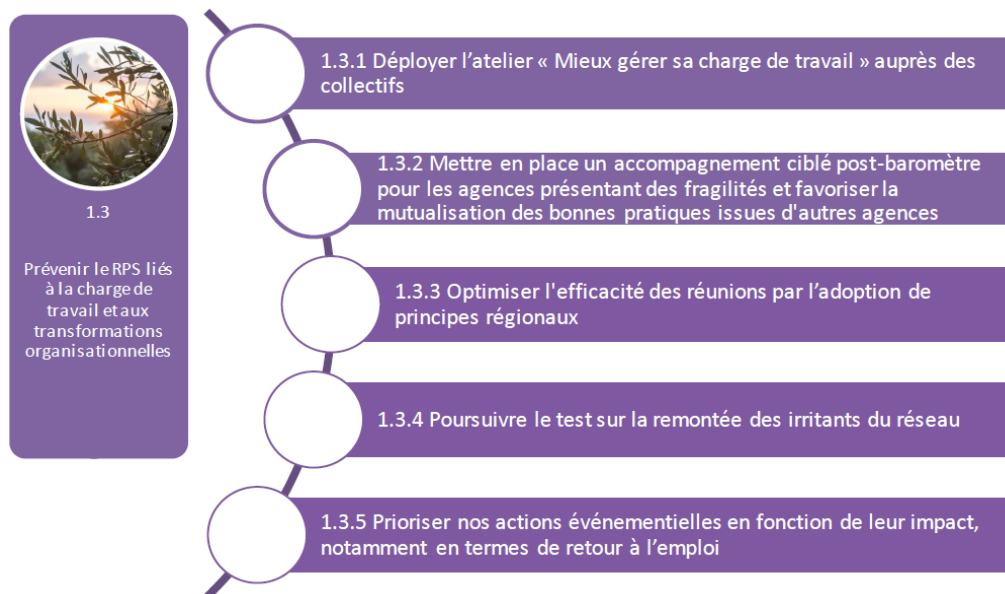 1.3
Prévenir le RPS liés
à la charge de
travail et aux
transformations
organisationnelles
1.3.1 Déployer l’atelier « Mieux gérer sa charge de travail » auprès des
collectifs
1.3.2 Mettre en place un accompagnement ciblé post-baromètre
pour les agences présentant des fragilités et favoriser la
mutualisation des bonnes pratiques issues d'autres agences
1.3.3 Optimiser l'efficacité des réunions par l’adoption de
principes régionaux
1.3.4 Poursuivre le test sur la remontée des irritants du réseau
1.3.5 Prioriser nos actions événementielles en fonction de leur impact,
notamment en termes de retour à l’emploi